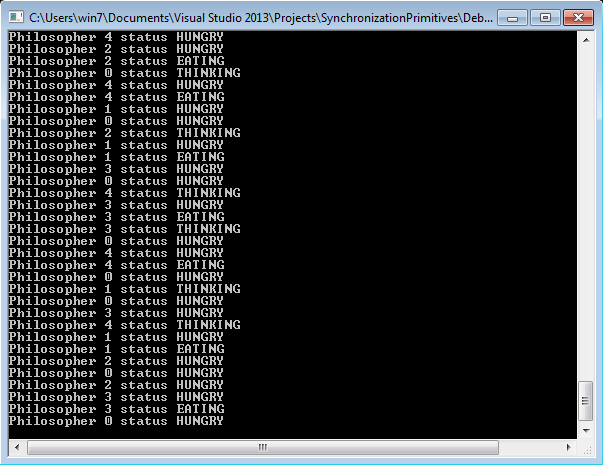 C:\Users\win7\Documents\Visual Studio 2013\Projects\SynchronizationPrimitives\Deb...
Philosopher 4 status HUNGRY
Philosopher 2 status HUNGRY
Philosopher 2 status EATING
Philosopher 0 status THINKING
Philosopher 4 status HUNGRY
Philosopher 4 status EATING
Philosopher 1 status HUNGRY
Philosopher 0 status HUNGRY
Philosopher 2 status THINKING
Philosopher 1 status HUNGRY
Philosopher 1 status EATING
Philosopher 3 status HUNGRY
Philosopher 0 status HUNGRY
Philosopher 4 status THINKING
Philosopher 3 status HUNGRY
Philosopher 3 status EATING
Philosopher 3 status THINKING
Philosopher 0 status HUNGRY
Philosopher 4 status HUNGRY
Philosopher 4 status EATING
Philosopher 0 status HUNGRY
Philosopher 1 status THINKING
Philosopher 0 status HUNGRY
Philosopher 3 status HUNGRY
Philosopher 4 status THINKING
Philosopher 1 status HUNGRY
Philosopher 1 status EATING
Philosopher 2 status HUNGRY
Philosopher 0 status HUNGRY
Philosopher 2 status HUNGRY
Philosopher 3 status HUNGRY
Philosopher 3 status EATING
Philosopher 0 status HUNGRY